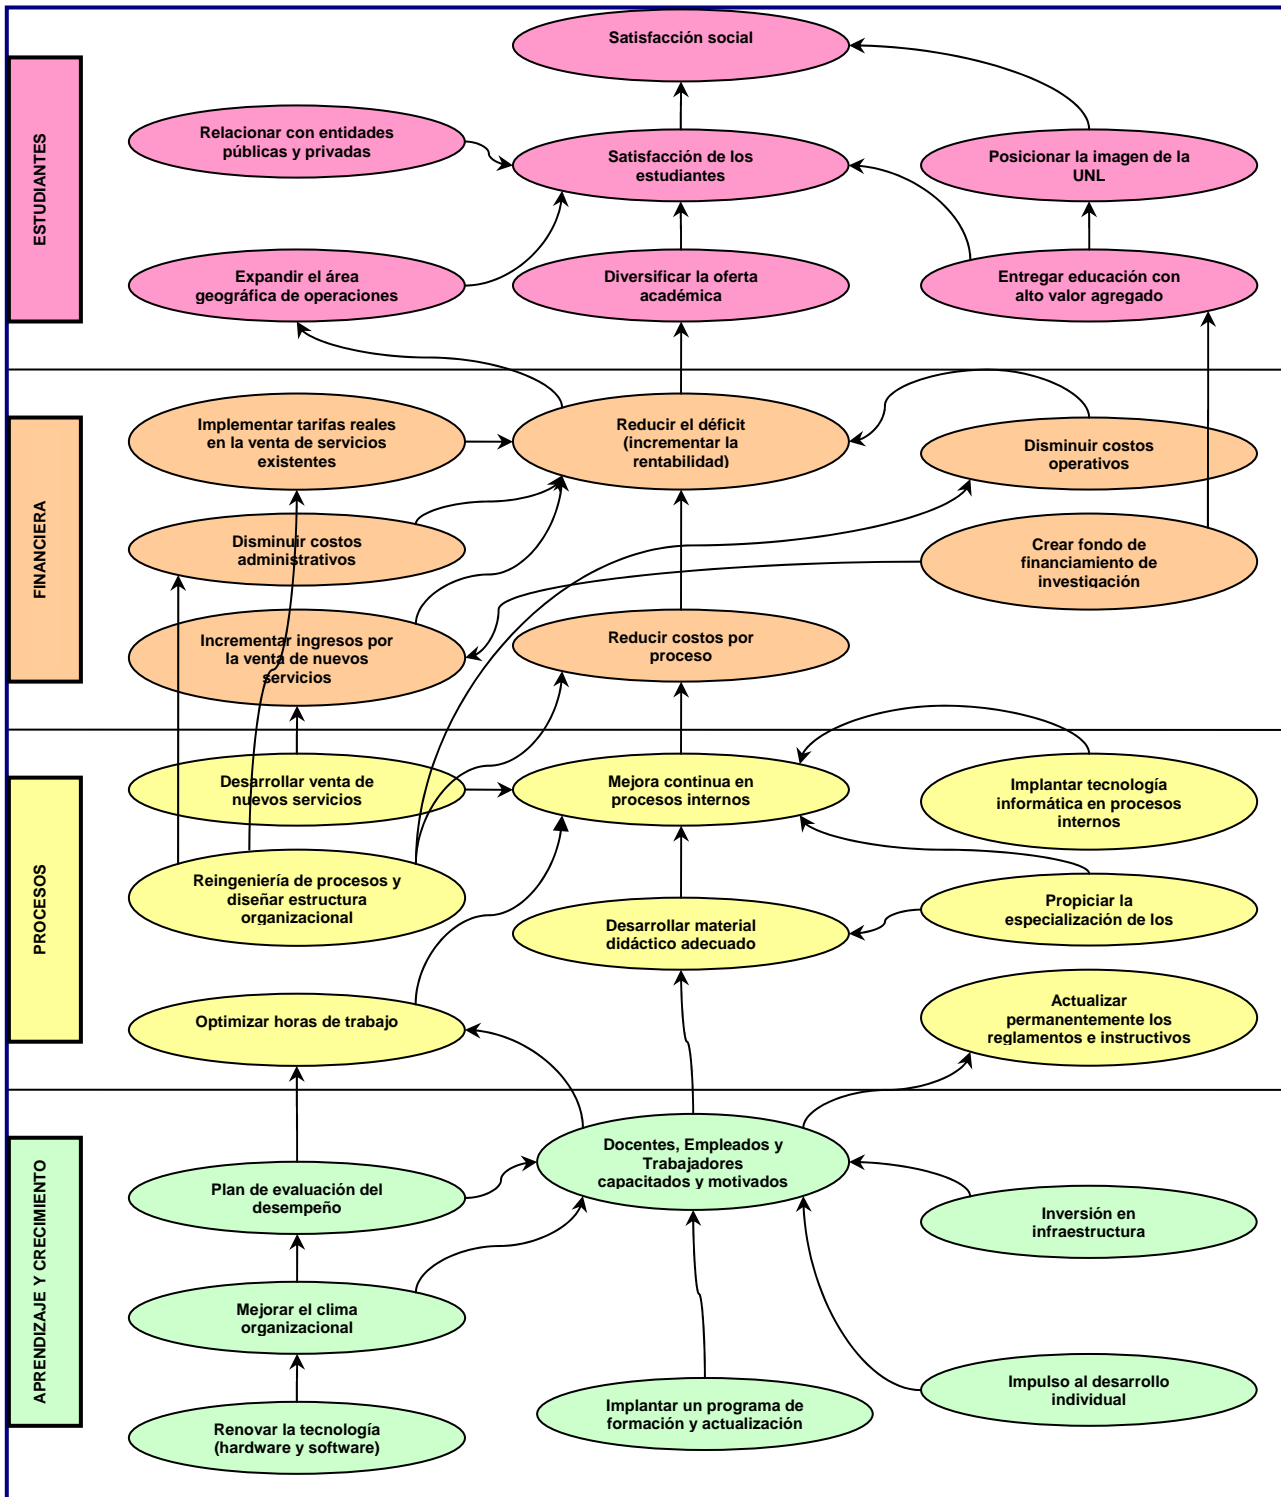 ESTUDIANTES
Satisfacción social
Relacionar con entidades
públicas y privadas
Satisfacción de los
estudiantes
Posicionar la imagen de la
UNL
Expandir el área
geográfica de operaciones
Diversificar la oferta
académica
Entregar educación con
alto valor agregado
FINANCIERA
Implementar tarifas reales
en la venta de servicios
existentes
Reducir el déficit
(incrementar la
rentabilidad)
Disminuir costos
operativos
Disminuir costos
administrativos
Crear fondo de
financiamiento de
investigación
Incrementar ingresos por
la venta de nuevos
servicios
Reducir costos por
proceso
PROCESOS
Desarrollar venta de
nuevos servicios
Mejora continua en
procesos internos
Implantar tecnología
informática en procesos
internos
Reingeniería de procesos y
diseñar estructura
organizacional
Desarrollar material
didáctico adecuado
Propiciar la
especialización de los
Optimizar horas de trabajo
Actualizar
permanentemente los
reglamentos e instructivos
APRENDIZAJE Y CRECIMIENTO
Docentes, Empleados y
Trabajadores
capacitados y motivados
Plan de evaluación del
desempeño
Inversión en
infraestructura
Mejorar el clima
organizacional
Impulso al desarrollo
individual
Implantar un programa de
formación y actualización
Renovar la tecnología
(hardware y software)